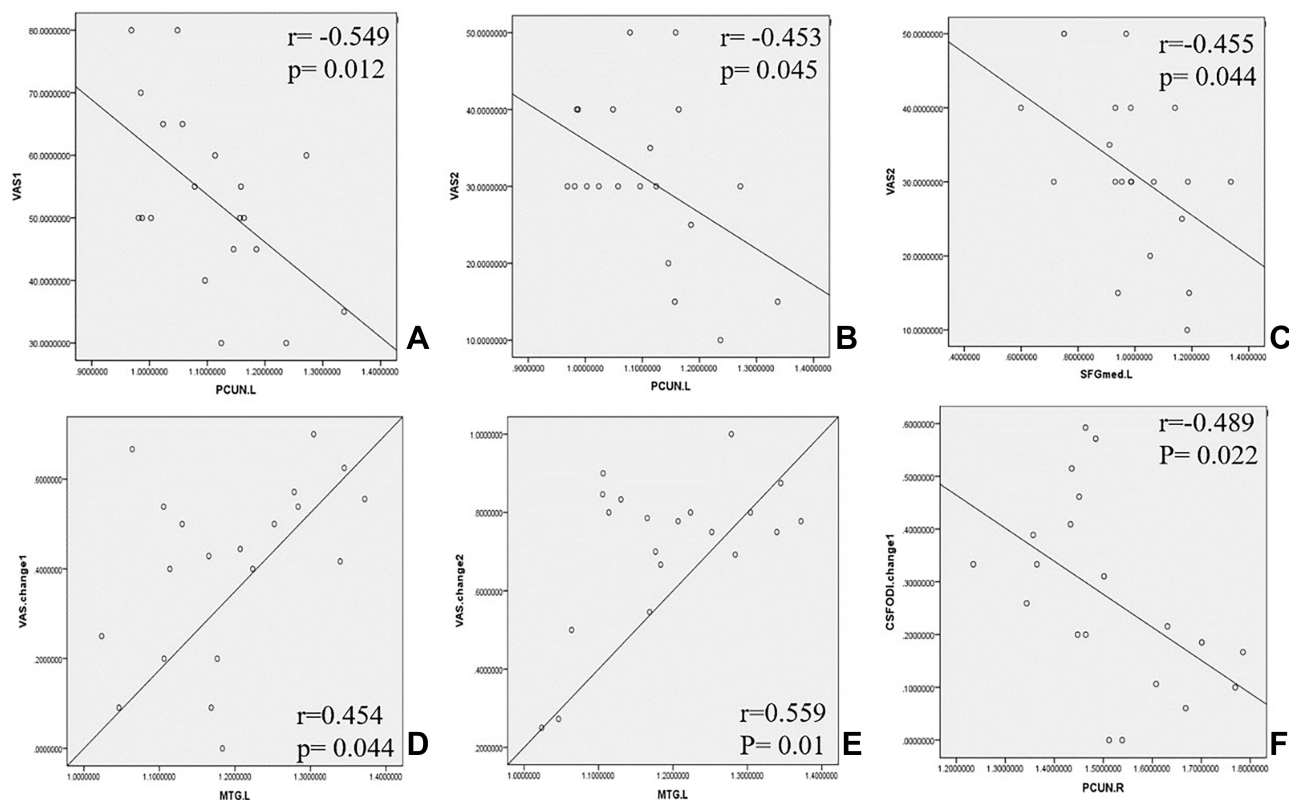 r= -0.549
p= 0.012
80.0000000
70.0000000
60.0000000
50.0000000
40.0000000
30.0000000
VAS1
.9000000 1.0000000 1.1000000 1.2000000 1.3000000 1.4000000
PCUN.L
A
r= -0.453
p= 0.045
50.0000000
40.0000000
30.0000000
20.0000000
10.0000000
VAS2
.9000000 1.0000000 1.1000000 1.2000000 1.3000000 1.4000000
PCUN.L
B
r=-0.455
p= 0.044
50.0000000
40.0000000
30.0000000
20.0000000
10.0000000
VAS2
.4000000 .6000000 .8000000 1.0000000 1.2000000 1.4000000
SFGmed.L
C
.6000000
.4000000
.2000000
.0000000
VAS.change1
r=0.454
p= 0.044
1.0000000 1.1000000 1.2000000 1.3000000 1.4000000
MTG.L
D
1.0000000
.8000000
.6000000
.4000000
.2000000
VAS.change2
r=0.559
P= 0.01
1.0000000 1.1000000 1.2000000 1.3000000 1.4000000
MTG.L
E
r=-0.489
P= 0.022
.6000000
.5000000
.4000000
.3000000
.2000000
.1000000
.0000000
CSFODI.change1
1.2000000 1.3000000 1.4000000 1.5000000 1.6000000 1.7000000 1.8000000
PCUN.R
F